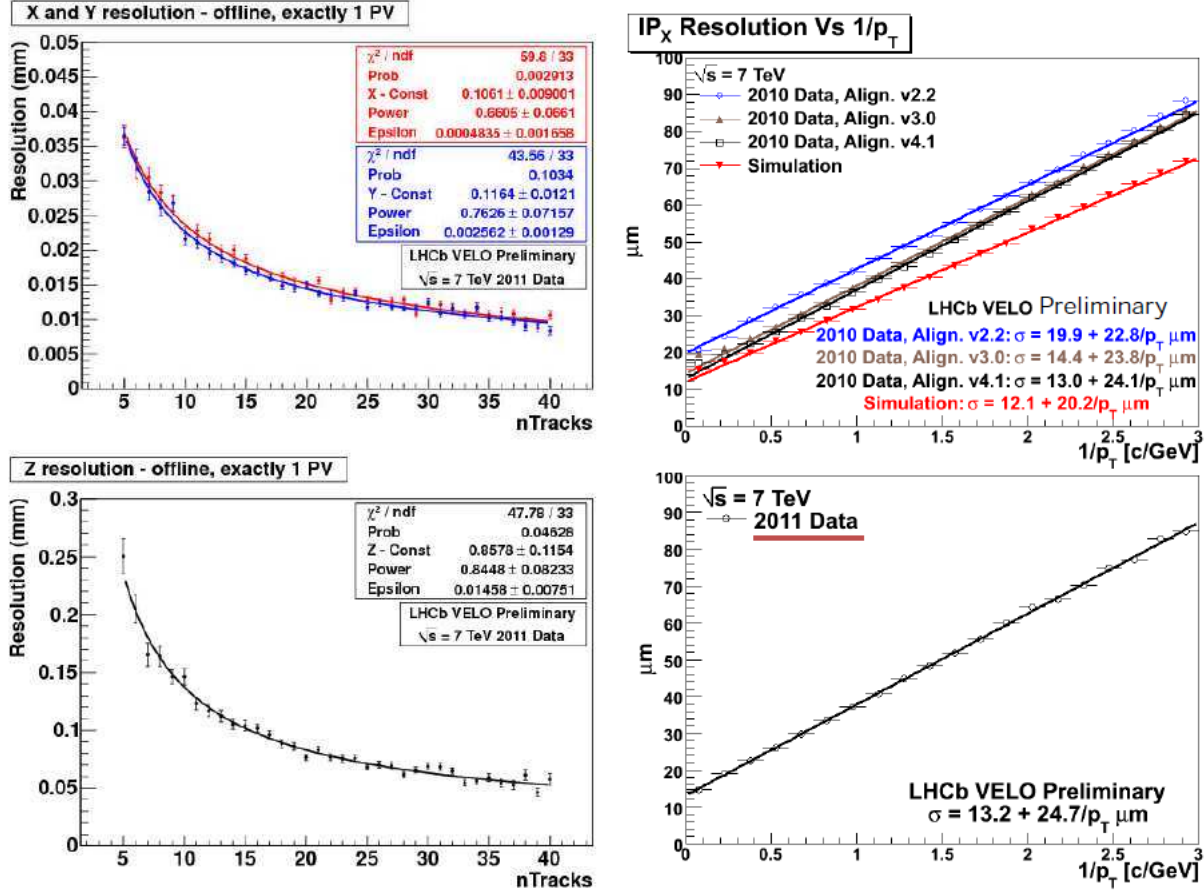 X and Y resolution - offline, exactly 1 PV
Resolution (mm)
0.05
0.045
0.04
0.035
0.03
0.025
0.02
0.015
0.01
0.005
0
5 10 15 20 25 30 35 40
nTracks
χ² / ndf 59.8 / 33
Prob 0.002913
X - Const 0.1061 ± 0.009001
Power 0.6605 ± 0.0661
Epsilon 0.0004835 ± 0.001658
χ² / ndf 43.56 / 33
Prob 0.1034
Y - Const 0.1164 ± 0.0121
Power 0.7626 ± 0.07157
Epsilon 0.002562 ± 0.00129
LHCb VELO Preliminary
√s = 7 TeV 2011 Data
IP_X Resolution Vs 1/p_T
μm
100
90
80
70
60
50
40
30
20
10
0
0 0.5 1 1.5 2 2.5 3
1/p_T [c/GeV]
√s = 7 TeV
2010 Data, Align. v2.2
2010 Data, Align. v3.0
2010 Data, Align. v4.1
Simulation
LHCb VELO Preliminary
2010 Data, Align. v2.2: σ = 19.9 + 22.8/p_T μm
2010 Data, Align. v3.0: σ = 14.4 + 23.8/p_T μm
2010 Data, Align. v4.1: σ = 13.0 + 24.1/p_T μm
Simulation: σ = 12.1 + 20.2/p_T μm
Z resolution - offline, exactly 1 PV
Resolution (mm)
0.3
0.25
0.2
0.15
0.1
0.05
0
5 10 15 20 25 30 35 40
nTracks
χ² / ndf 47.78 / 33
Prob 0.04628
Z - Const 0.8578 ± 0.1154
Power 0.8448 ± 0.08233
Epsilon 0.01458 ± 0.00751
LHCb VELO Preliminary
√s = 7 TeV 2011 Data
μm
100
90
80
70
60
50
40
30
20
10
0
0 0.5 1 1.5 2 2.5 3
1/p_T [c/GeV]
√s = 7 TeV
2011 Data
LHCb VELO Preliminary
σ = 13.2 + 24.7/p_T μm